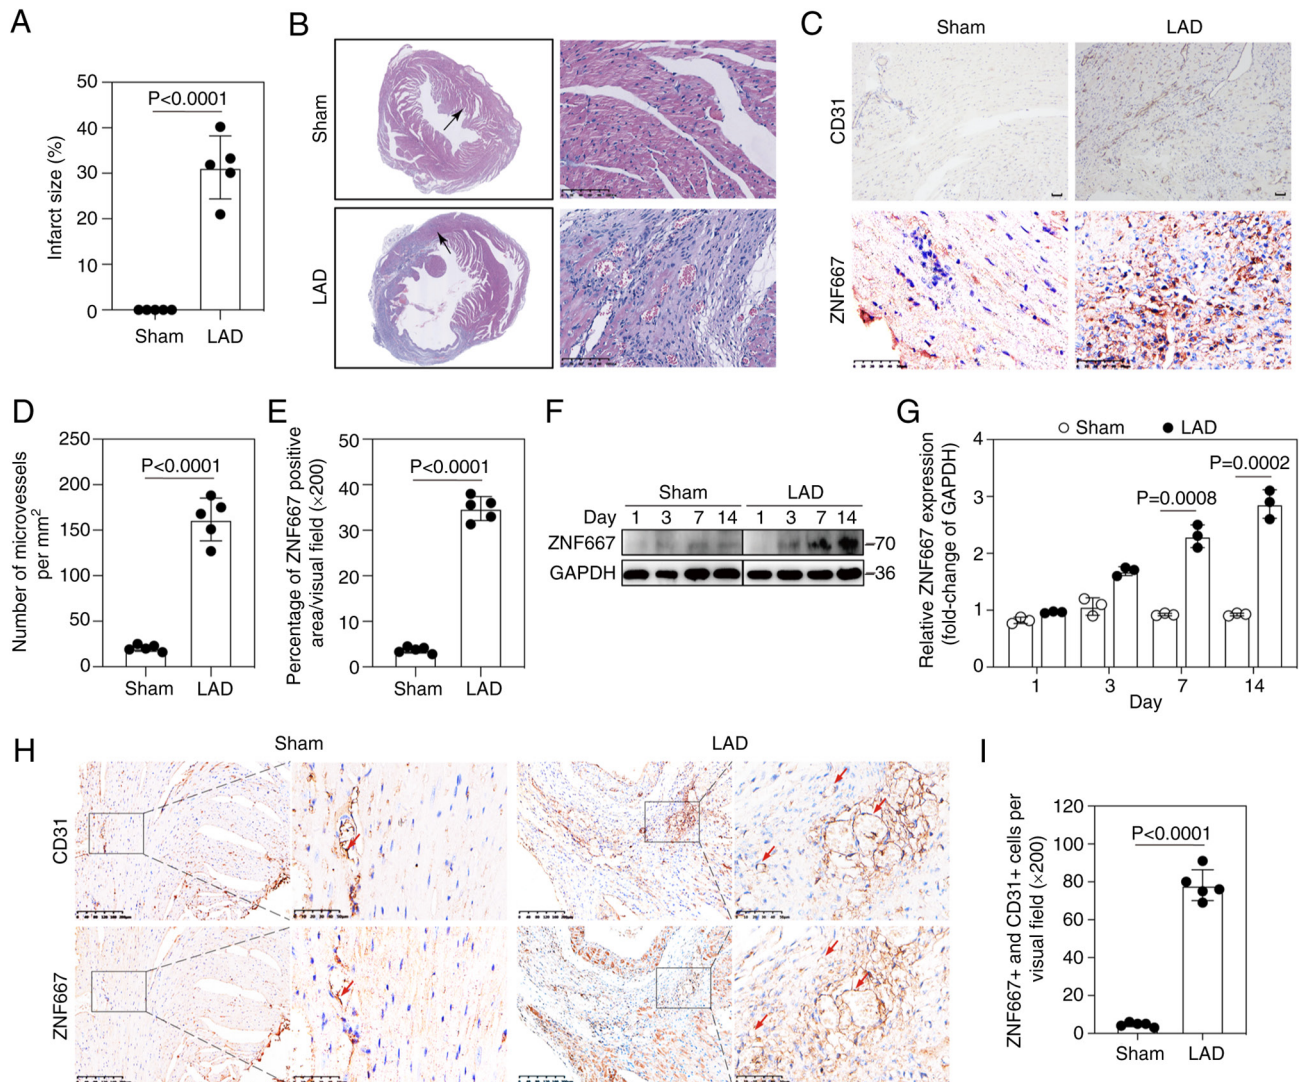 A
Infarct size (%)
50
40
30
20
10
0
P<0.0001
Sham
LAD
B
Sham
LAD
C
Sham
LAD
CD31
ZNF667
D
Number of microvessels
per mm²
250
200
150
100
50
0
P<0.0001
Sham
LAD
E
Percentage of ZNF667 positive
area/visual field (×200)
50
40
30
20
10
0
P<0.0001
Sham
LAD
F
Sham LAD
Day 1 3 7 14 1 3 7 14
ZNF667 –70
GAPDH –36
G
Sham LAD
Relative ZNF667 expression
(fold-change of GAPDH)
4
3
2
1
0
P=0.0008
P=0.0002
1 3 7 14
Day
H
Sham
LAD
CD31
ZNF667
I
ZNF667+ and CD31+ cells per
visual field (×200)
120
100
80
60
40
20
0
P<0.0001
Sham
LAD